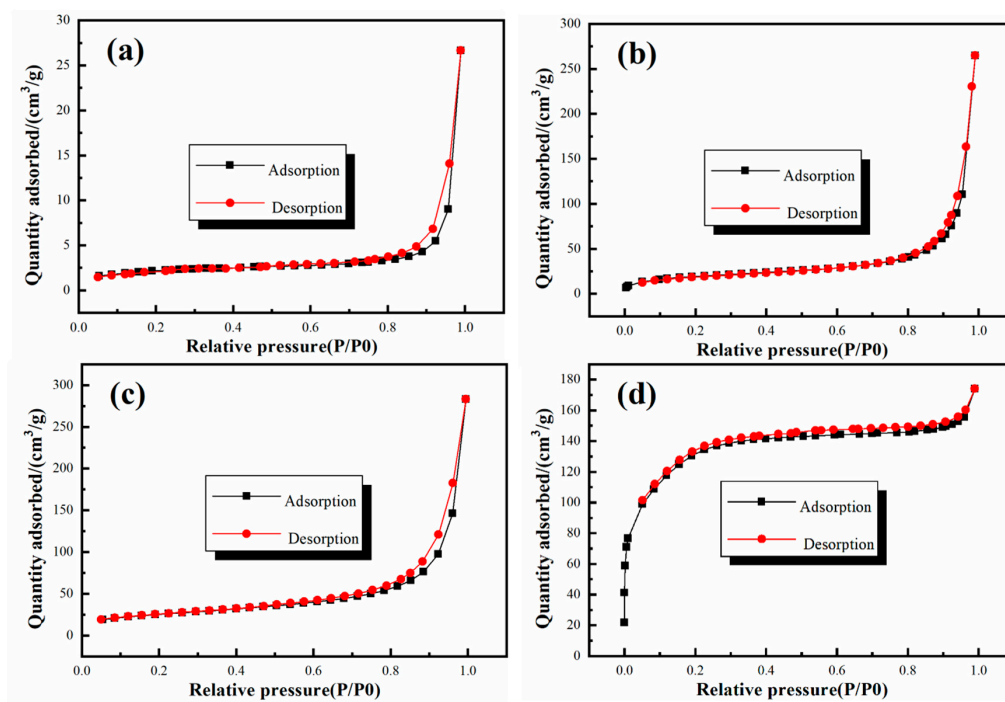 (a)
Quantity adsorbed/(cm³/g)
30
25
20
15
10
5
0
Adsorption
Desorption
0.0 0.2 0.4 0.6 0.8 1.0
Relative pressure(P/P0)
(b)
Quantity adsorbed/(cm³/g)
300
250
200
150
100
50
0
Adsorption
Desorption
0.0 0.2 0.4 0.6 0.8 1.0
Relative pressure(P/P0)
(c)
Quantity adsorbed/(cm³/g)
300
250
200
150
100
50
0
Adsorption
Desorption
0.0 0.2 0.4 0.6 0.8 1.0
Relative pressure(P/P0)
(d)
Quantity adsorbed/(cm³/g)
180
160
140
120
100
80
60
40
20
0
Adsorption
Desorption
0.0 0.2 0.4 0.6 0.8 1.0
Relative pressure(P/P0)